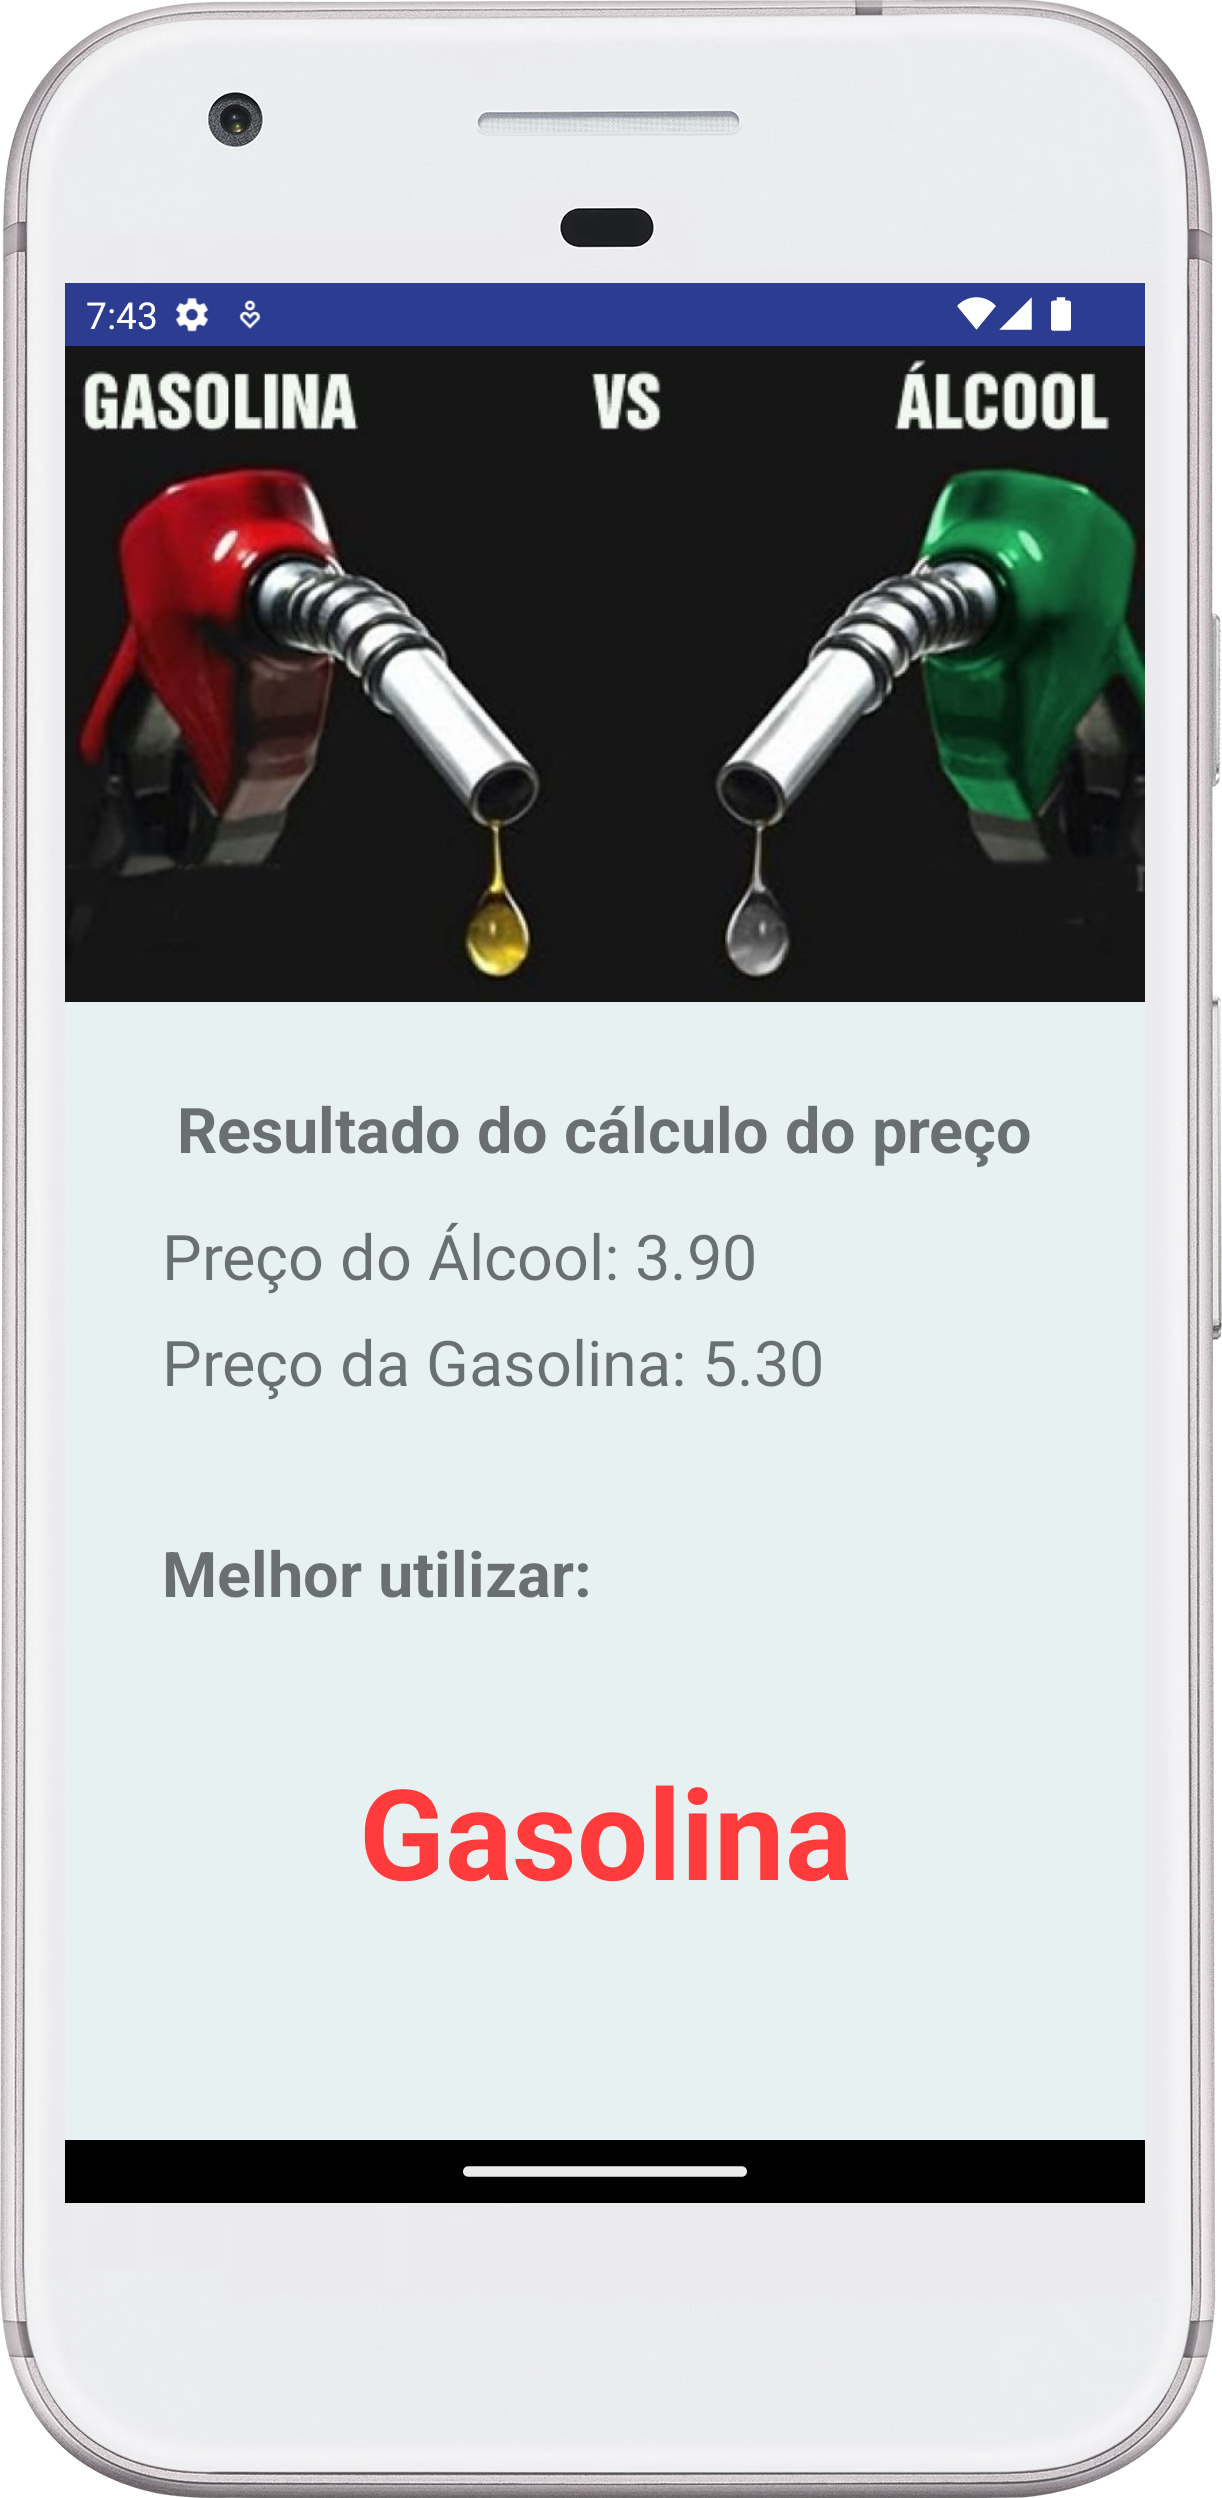 7:43
GASOLINA VS ÁLCOOL
Resultado do cálculo do preço
Preço do Álcool: 3.90
Preço da Gasolina: 5.30
Melhor utilizar:
Gasolina